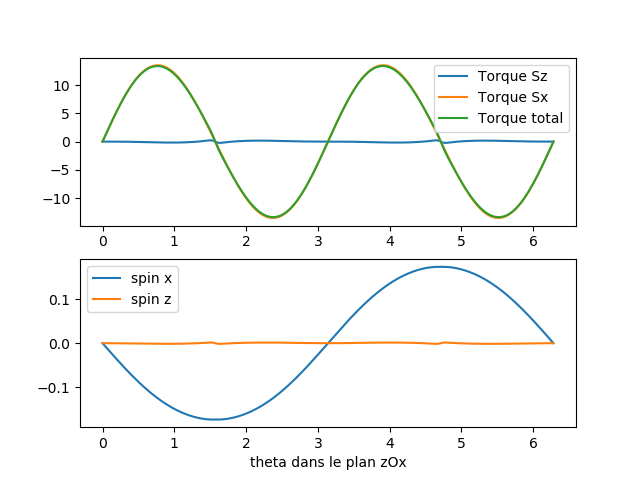 10
5
0
−5
−10
Torque Sz
Torque Sx
Torque total
0 1 2 3 4 5 6
0.1
0.0
−0.1
spin x
spin z
0 1 2 3 4 5 6
theta dans le plan zOx